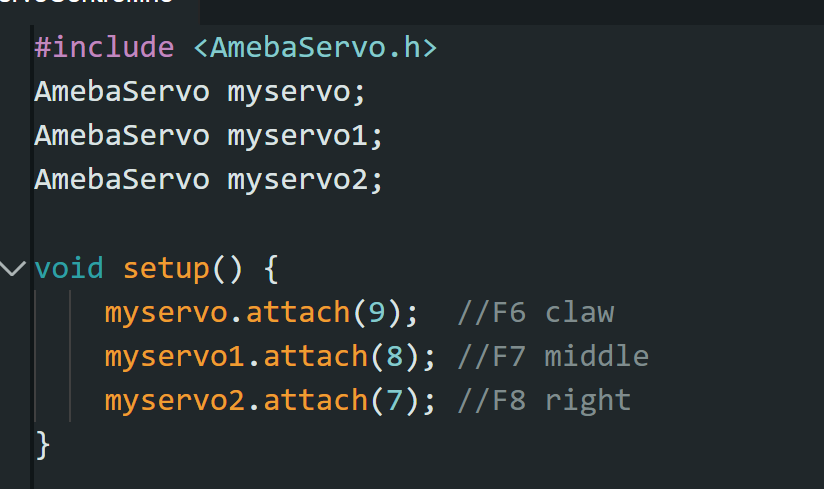 #include <AmebaServo.h>
AmebaServo myservo;
AmebaServo myservo1;
AmebaServo myservo2;
void setup() {
myservo.attach(9);  //F6 claw
myservo1.attach(8); //F7 middle
myservo2.attach(7); //F8 right
}